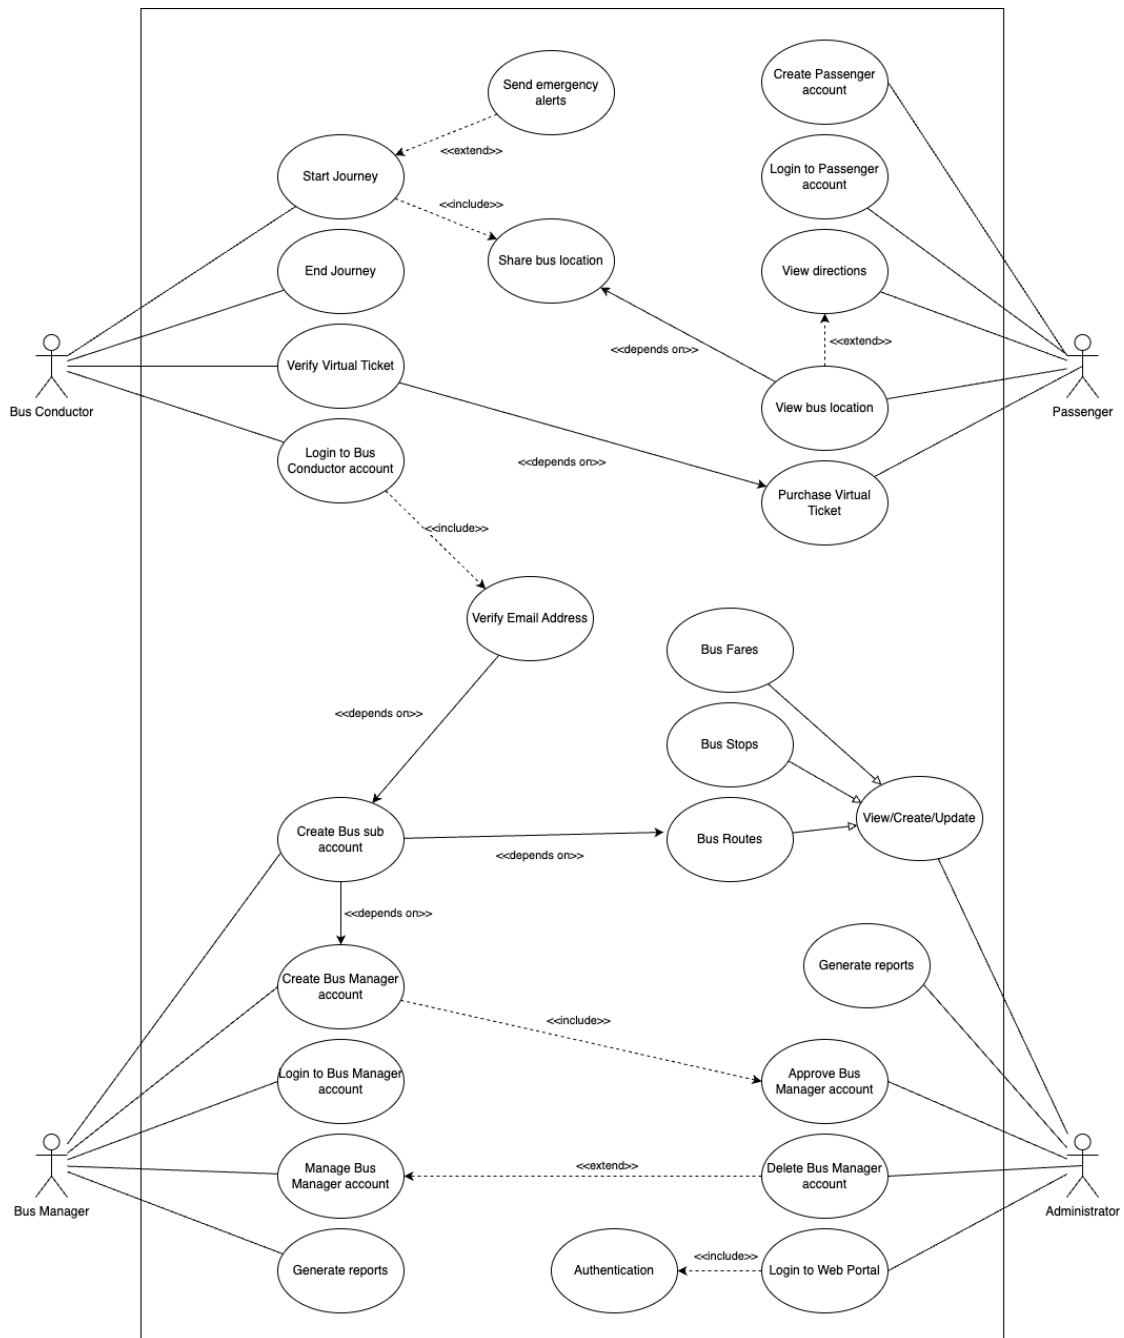 Send emergency
alerts
Create Passenger
account
<<extend>>
Start Journey
Login to Passenger
account
<<include>>
Share bus location
End Journey
View directions
<<depends on>>
<<extend>>
Verify Virtual Ticket
Bus Conductor
View bus location
Passenger
Login to Bus
Conductor account
<<depends on>>
Purchase Virtual
Ticket
<<include>>
Verify Email Address
Bus Fares
<<depends on>>
Bus Stops
Create Bus sub
account
<<depends on>>
Bus Routes
View/Create/Update
<<depends on>>
Create Bus Manager
account
Generate reports
<<include>>
Login to Bus Manager
account
Approve Bus
Manager account
Manage Bus
Manager account
<<extend>>
Delete Bus Manager
account
Bus Manager
Administrator
Generate reports
Authentication
<<include>>
Login to Web Portal